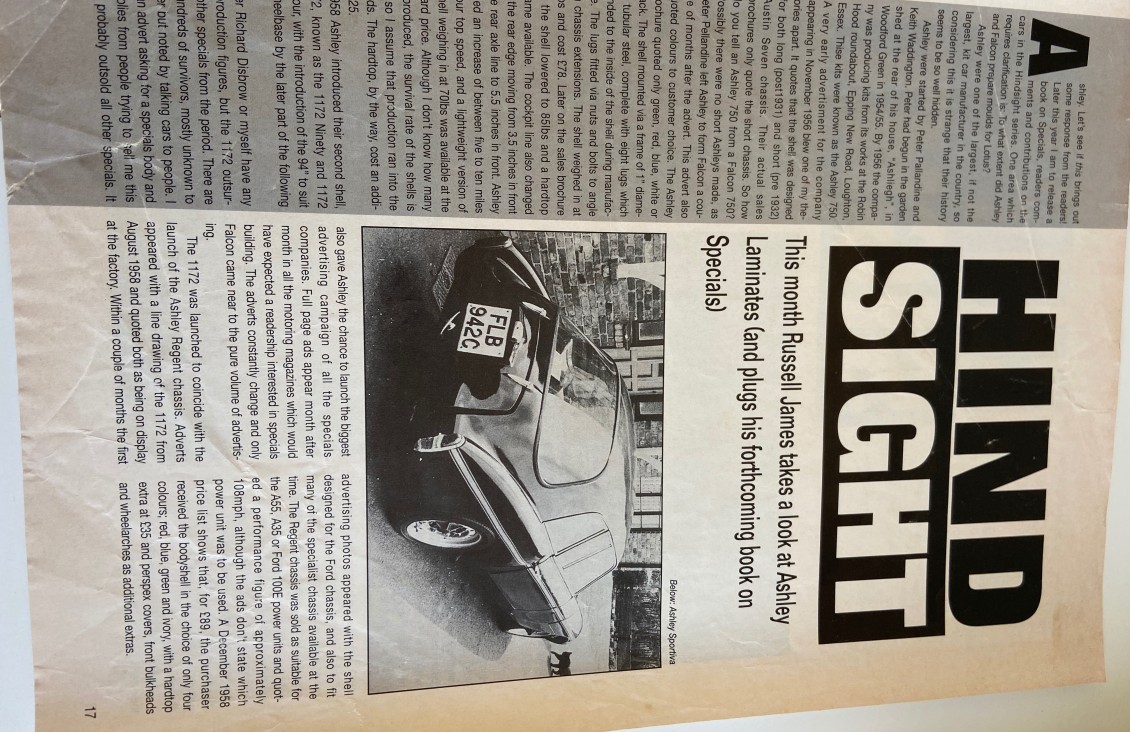 HIND
SIGHT
This month Russell James takes a look at Ashley
Laminates (and plugs his forthcoming book on
Specials!)
Below: Ashley Sportiva
FLB
942C
Ashley. Let's see if this brings out
some response from the readers!
Later this year I am to release a
book on Specials, readers com-
ments and contributions on the
cars in the Hindsight series. One area which
requires clarification is: To what extent did Ashley
and Falcon prepare moulds for Lotus?
Ashley were one of the largest, if not the
largest, kit car manufacturer in the country, so
considering this it is strange that their history
seems to be so well hidden.
Ashley were started by Peter Pellandine and
Keith Waddington. Peter had begun in the garden
shed at the rear of his house, "Ashleigh", in
Woodford Green in 1954/55. By 1956 the compa-
ny was producing kits from its works at the Robin
Hood roundabout, Epping New Road, Loughton,
Essex. These kits were known as the Ashley 750.
A very early advertisment for the company
appearing in November 1956 blew one of my the-
ories apart. It quotes that the shell was designed
for both long (post1931) and short (pre 1932)
Austin Seven chassis. Their actual sales
brochures only quote the short chassis. So how
do you tell an Ashley 750 from a Falcon 750?
Possibly there were no short Ashleys made, as
Peter Pellandine left Ashley to form Falcon a cou-
e of months after the advert. This advert also
uoted colours to customer choice. The Ashley
ochure quoted only green, red, blue, white or
ack. The shell mounted via a frame of 1" diame-
tubular steel, complete with eight lugs which
nded to the inside of the shell during manufac-
e. The lugs fitted via nuts and bolts to angle
n chassis extensions. The shell weighed in at
bs and cost £78. Later on the sales brochure
the shell lowered to 85lbs and a hardtop
ame available. The cockpit line also changed
the rear edge moving from 3.5 inches in front
e rear axle line to 5.5 inches in front. Ashley
ed an increase of between five to ten miles
our top speed, and a lightweight version of
hell weighing in at 70lbs was available at the
ard price. Although I don't know how many
produced, the survival rate of the shells is
so I assume that production ran into the
ds. The hardtop, by the way, cost an addi-
25.
958 Ashley introduced their second shell,
2, known as the 1172 Ninety and 1172
our, with the introduction of the 94" to suit
heelbase by the later part of the following
er Richard Disbrow or myself have any
roduction figures, but the 1172 outsur-
other specials from the period. There are
undreds of survivors, mostly unknown to
er but noted by talking cars to people. I
n advert asking for a specials body and
plies from people trying to sell me this
probably outsold all other specials. It
also gave Ashley the chance to launch the biggest
advertising campaign of all the specials
companies. Full page ads appear month after
month in all the motoring magazines which would
have expected a readership interested in specials
building. The adverts constantly change and only
Falcon came near to the pure volume of advertis-
ing.
The 1172 was launched to coincide with the
launch of the Ashley Regent chassis. Adverts
appeared with a line drawing of the 1172 from
August 1958 and quoted both as being on display
at the factory. Within a couple of months the first
advertising photos appeared with the shell
designed for the Ford chassis, and also to fit
many of the specialist chassis available at the
time. The Regent chassis was sold as suitable for
the A55, A35 or Ford 100E power units and quot-
ed a performance figure of approximately
108mph, although the ads don't state which
power unit was to be used. A December 1958
price list shows that, for £89, the purchaser
received the bodyshell in the choice of only four
colours; red, blue, green and ivory, with a hardtop
extra at £35 and perspex covers, front bulkheads
and wheelarches as additional extras.
17